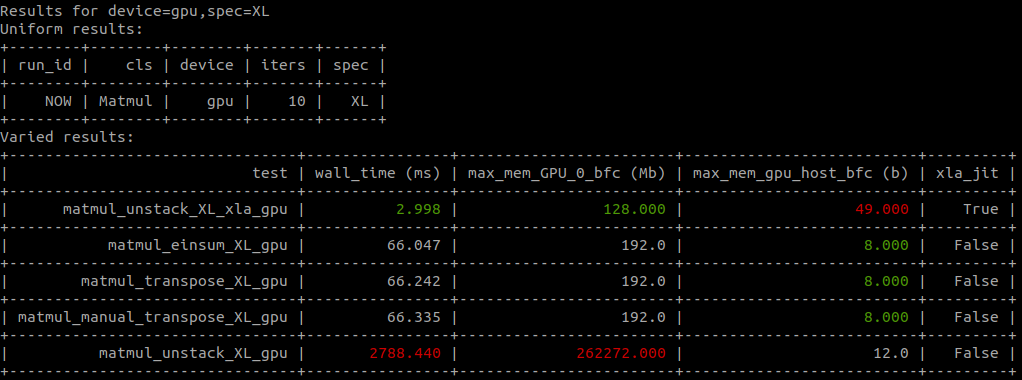 Results for device=gpu,spec=XL
Uniform results:
+--------+--------+--------+-------+------+
| run_id |    cls | device | iters | spec |
+--------+--------+--------+-------+------+
|    NOW | Matmul |    gpu |    10 |   XL |
+--------+--------+--------+-------+------+
Varied results:
+--------------------------------+----------------+-------------------------+---------------------------+---------+
|                           test | wall_time (ms) | max_mem_GPU_0_bfc (Mb) | max_mem_gpu_host_bfc (b) | xla_jit |
+--------------------------------+----------------+-------------------------+---------------------------+---------+
|       matmul_unstack_XL_xla_gpu |          2.998 |                128.000 |                   49.000 |    True |
+--------------------------------+----------------+-------------------------+---------------------------+---------+
|            matmul_einsum_XL_gpu |         66.047 |                  192.0 |                    8.000 |   False |
+--------------------------------+----------------+-------------------------+---------------------------+---------+
|         matmul_transpose_XL_gpu |         66.242 |                  192.0 |                    8.000 |   False |
+--------------------------------+----------------+-------------------------+---------------------------+---------+
|  matmul_manual_transpose_XL_gpu |         66.335 |                  192.0 |                    8.000 |   False |
+--------------------------------+----------------+-------------------------+---------------------------+---------+
|           matmul_unstack_XL_gpu |       2788.440 |             262272.000 |                     12.0 |   False |
+--------------------------------+----------------+-------------------------+---------------------------+---------+